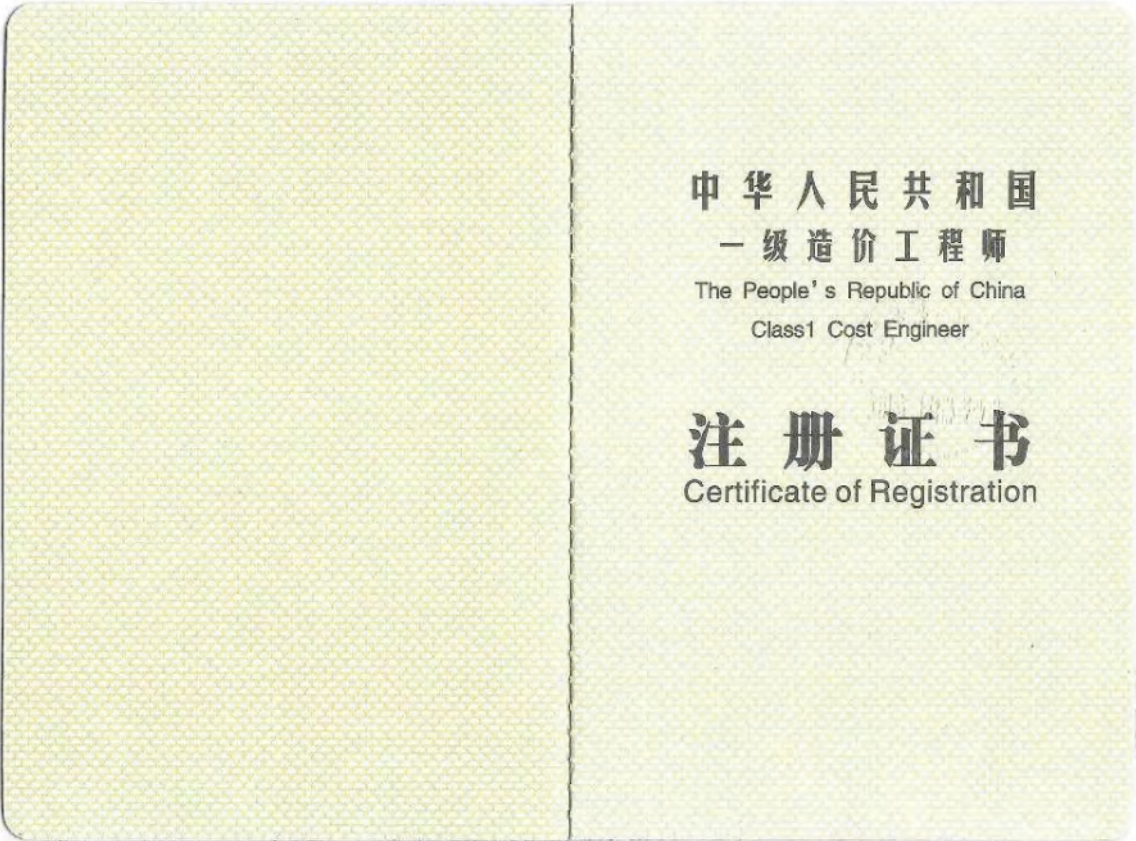 中华人民共和国
一级造价工程师
The People's Republic of China
Class1 Cost Engineer
注册证书
Certificate of Registration